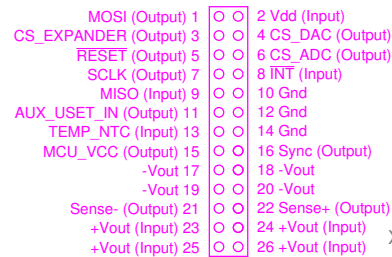 MOSI (Output) 1 2 Vdd (Input)
CS_EXPANDER (Output) 3 4 CS_DAC (Output)
RESET (Output) 5 6 CS_ADC (Output)
SCLK (Output) 7 8 INT (Input)
MISO (Input) 9 10 Gnd
AUX_USET_IN (Output) 11 12 Gnd
TEMP_NTC (Input) 13 14 Gnd
MCU_VCC (Output) 15 16 Sync (Output)
-Vout 17 18 -Vout
-Vout 19 20 -Vout
Sense- (Output) 21 22 Sense+ (Output)
+Vout (Input) 23 24 +Vout (Input)
+Vout (Input) 25 26 +Vout (Input)